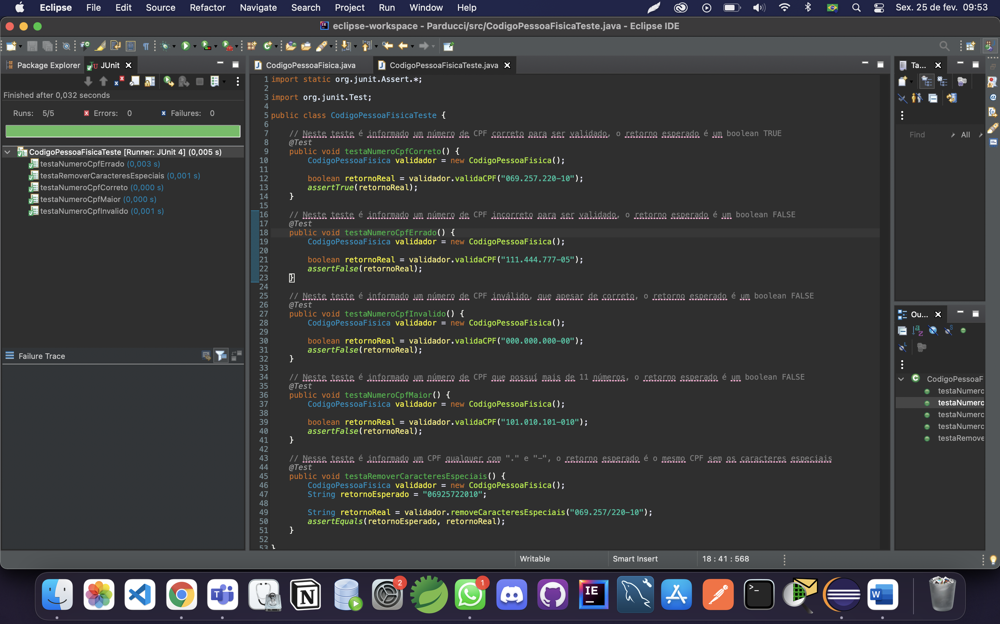 Eclipse File Edit Source Refactor Navigate Search Project Run Window Help Sex. 25 de fev. 09:53
eclipse-workspace - Parducci/src/CodigoPessoaFisicaTeste.java - Eclipse IDE
Package Explorer JUnit
Finished after 0,032 seconds
Runs: 5/5 Errors: 0 Failures: 0
CodigoPessoaFisicaTeste [Runner: JUnit 4] (0,005 s)
testaNumeroCpfErrado (0,003 s)
testaRemoverCaracteresEspeciais (0,001 s)
testaNumeroCpfCorreto (0,000 s)
testaNumeroCpfMaior (0,000 s)
testaNumeroCpfInvalido (0,001 s)
Failure Trace
CodigoPessoaFisica.java CodigoPessoaFisicaTeste.java
1 import static org.junit.Assert.*;
2
3 import org.junit.Test;
4
5 public class CodigoPessoaFisicaTeste {
6
7 // Neste teste é informado um número de CPF correto para ser validado, o retorno esperado é um boolean TRUE
8 @Test
9 public void testaNumeroCpfCorreto() {
10 CodigoPessoaFisica validador = new CodigoPessoaFisica();
11
12 boolean retornoReal = validador.validaCPF("069.257.220-10");
13 assertTrue(retornoReal);
14 }
15
16 // Neste teste é informado um número de CPF incorreto para ser validado, o retorno esperado é um boolean FALSE
17 @Test
18 public void testaNumeroCpfErrado() {
19 CodigoPessoaFisica validador = new CodigoPessoaFisica();
20
21 boolean retornoReal = validador.validaCPF("111.444.777-05");
22 assertFalse(retornoReal);
23 }
24
25 // Neste teste é informado um número de CPF inválido, que apesar de correto, o retorno esperado é um boolean FALSE
26 @Test
27 public void testaNumeroCpfInvalido() {
28 CodigoPessoaFisica validador = new CodigoPessoaFisica();
29
30 boolean retornoReal = validador.validaCPF("000.000.000-00");
31 assertFalse(retornoReal);
32 }
33
34 // Neste teste é informado um número de CPF que possuí mais de 11 números, o retorno esperado é um boolean FALSE
35 @Test
36 public void testaNumeroCpfMaior() {
37 CodigoPessoaFisica validador = new CodigoPessoaFisica();
38
39 boolean retornoReal = validador.validaCPF("101.010.101-010");
40 assertFalse(retornoReal);
41 }
42
43 // Nesse teste é informado um CPF qualquer com "." e "-", o retorno esperado é o mesmo CPF sem os caracteres especiais
44 @Test
45 public void testaRemoverCaracteresEspeciais() {
46 CodigoPessoaFisica validador = new CodigoPessoaFisica();
47 String retornoEsperado = "06925722010";
48
49 String retornoReal = validador.removeCaracteresEspeciais("069.257/220-10");
50 assertEquals(retornoEsperado, retornoReal);
51 }
52
53 }
Ta...
Find All
Ou...
CodigoPessoaF
testaNumero
testaNumero
testaNumero
testaNumero
testaRemove
Writable Smart Insert 18 : 41 : 568
2 1
T N IE >_ W